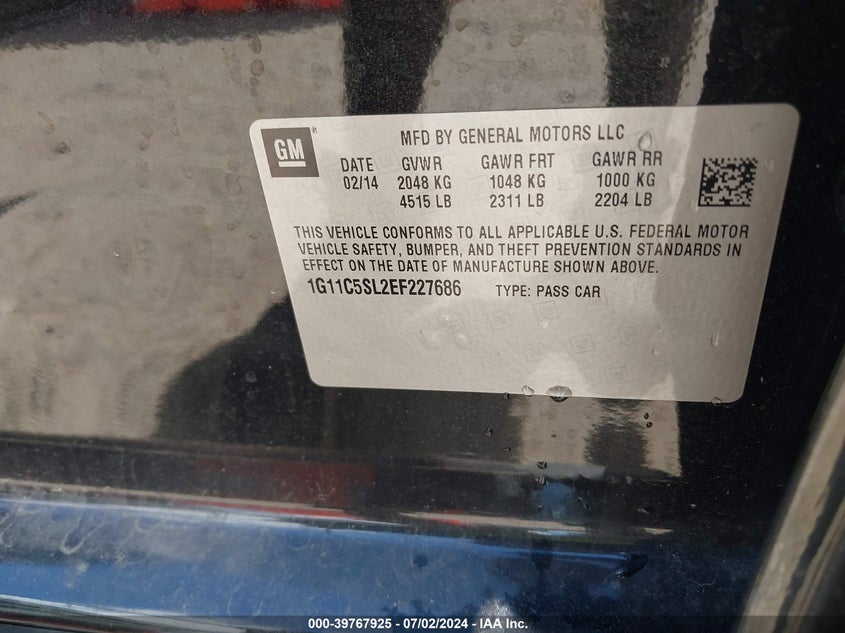 GM
MFD BY GENERAL MOTORS LLC
DATE GVWR GAWR FRT GAWR RR
02/14 2048 KG 1048 KG 1000 KG
4515 LB 2311 LB 2204 LB
THIS VEHICLE CONFORMS TO ALL APPLICABLE U.S. FEDERAL MOTOR
VEHICLE SAFETY, BUMPER, AND THEFT PREVENTION STANDARDS IN
EFFECT ON THE DATE OF MANUFACTURE SHOWN ABOVE.
1G11C5SL2EF227686 TYPE: PASS CAR
000-39767925 - 07/02/2024 - IAA Inc.